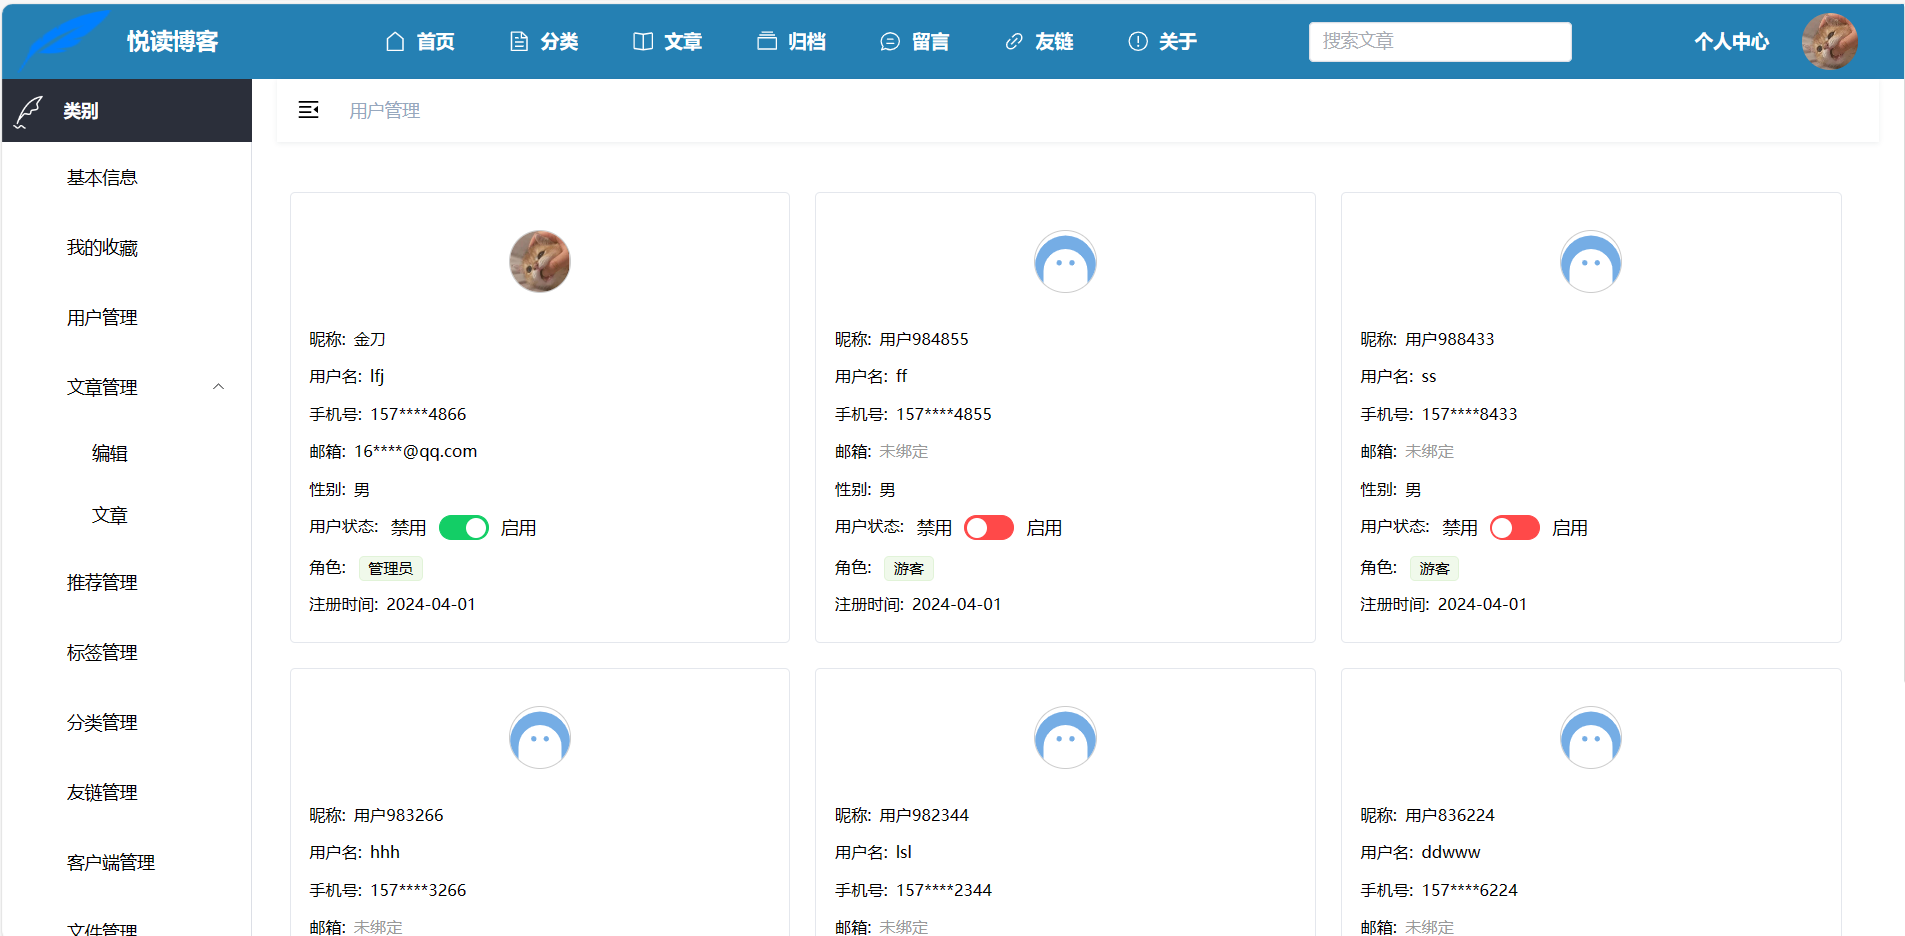 悦读博客
首页
分类
文章
归档
留言
友链
关于
搜索文章
个人中心
类别
用户管理
基本信息
我的收藏
用户管理
文章管理
编辑
文章
推荐管理
标签管理
分类管理
友链管理
客户端管理
文件管理
昵称: 金刀
用户名: lfj
手机号: 157****4866
邮箱: 16****@qq.com
性别: 男
用户状态: 禁用 启用
角色: 管理员
注册时间: 2024-04-01
昵称: 用户984855
用户名: ff
手机号: 157****4855
邮箱: 未绑定
性别: 男
用户状态: 禁用 启用
角色: 游客
注册时间: 2024-04-01
昵称: 用户988433
用户名: ss
手机号: 157****8433
邮箱: 未绑定
性别: 男
用户状态: 禁用 启用
角色: 游客
注册时间: 2024-04-01
昵称: 用户983266
用户名: hhh
手机号: 157****3266
邮箱: 未绑定
昵称: 用户982344
用户名: lsl
手机号: 157****2344
邮箱: 未绑定
昵称: 用户836224
用户名: ddwww
手机号: 157****6224
邮箱: 未绑定